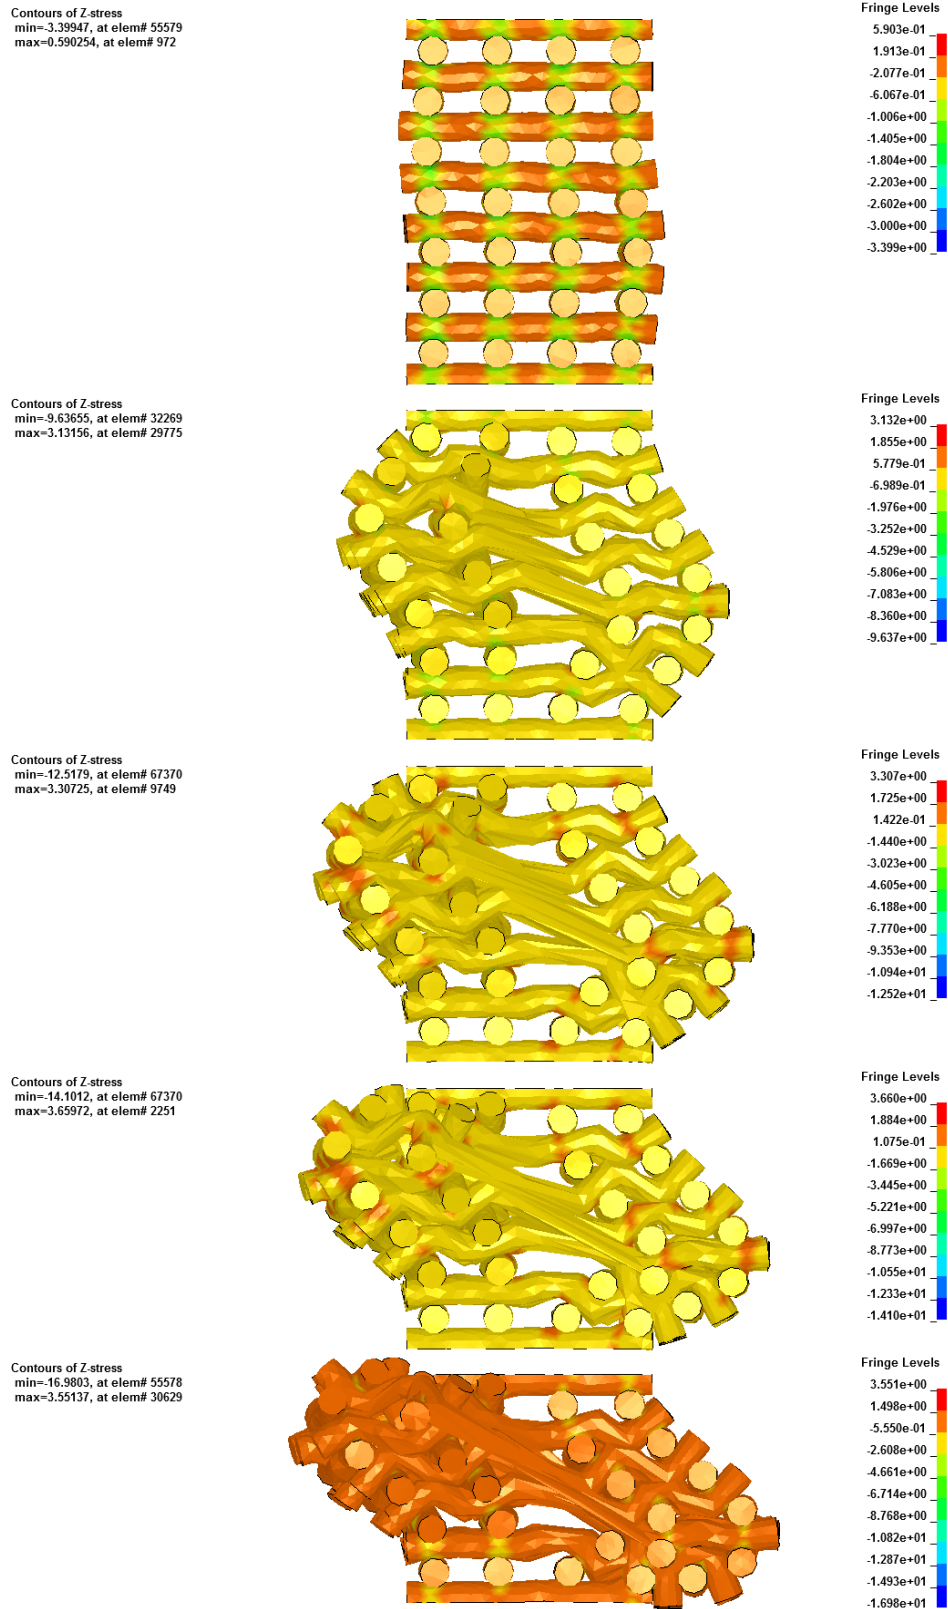 Contours of Z-stress
min=-3.39947, at elem# 55579
max=0.590254, at elem# 972
Fringe Levels
5.903e-01
1.913e-01
-2.077e-01
-6.067e-01
-1.006e+00
-1.405e+00
-1.804e+00
-2.203e+00
-2.602e+00
-3.000e+00
-3.399e+00
Contours of Z-stress
min=-9.63655, at elem# 32269
max=3.13156, at elem# 29775
Fringe Levels
3.132e+00
1.855e+00
5.779e-01
-6.989e-01
-1.976e+00
-3.252e+00
-4.529e+00
-5.806e+00
-7.083e+00
-8.360e+00
-9.637e+00
Contours of Z-stress
min=-12.5179, at elem# 67370
max=3.30725, at elem# 9749
Fringe Levels
3.307e+00
1.725e+00
1.422e-01
-1.440e+00
-3.023e+00
-4.605e+00
-6.188e+00
-7.770e+00
-9.353e+00
-1.094e+01
-1.252e+01
Contours of Z-stress
min=-14.1012, at elem# 67370
max=3.65972, at elem# 2251
Fringe Levels
3.660e+00
1.884e+00
1.075e-01
-1.669e+00
-3.445e+00
-5.221e+00
-6.997e+00
-8.773e+00
-1.055e+01
-1.233e+01
-1.410e+01
Contours of Z-stress
min=-16.9803, at elem# 55578
max=3.55137, at elem# 30629
Fringe Levels
3.551e+00
1.498e+00
-5.550e-01
-2.608e+00
-4.661e+00
-6.714e+00
-8.768e+00
-1.082e+01
-1.287e+01
-1.493e+01
-1.698e+01